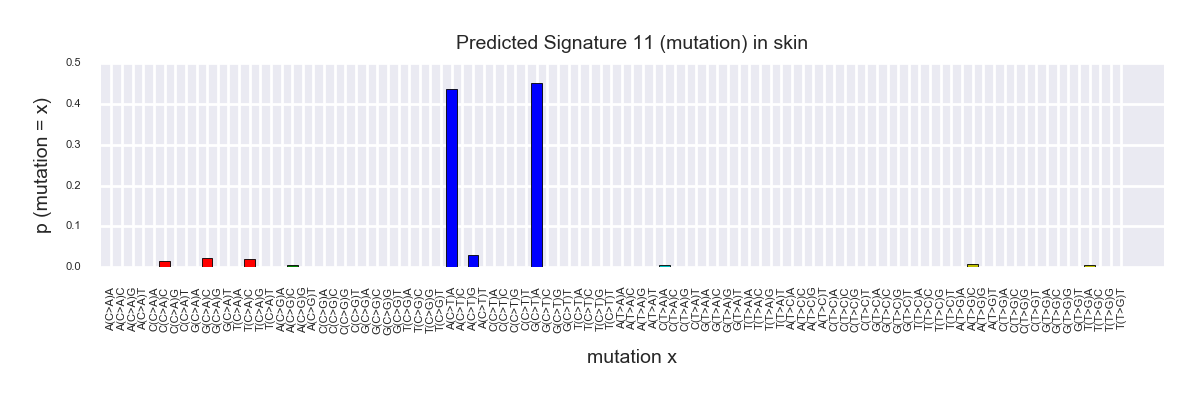 Predicted Signature 11 (mutation) in skin
p (mutation = x)
0.5
0.4
0.3
0.2
0.1
0.0
A(C>A)A
A(C>A)C
A(C>A)G
A(C>A)T
C(C>A)A
C(C>A)C
C(C>A)G
C(C>A)T
G(C>A)A
G(C>A)C
G(C>A)G
G(C>A)T
T(C>A)A
T(C>A)C
T(C>A)G
T(C>A)T
A(C>G)A
A(C>G)C
A(C>G)G
A(C>G)T
C(C>G)A
C(C>G)C
C(C>G)G
C(C>G)T
G(C>G)A
G(C>G)C
G(C>G)G
G(C>G)T
T(C>G)A
T(C>G)C
T(C>G)G
T(C>G)T
A(C>T)A
A(C>T)C
A(C>T)G
A(C>T)T
C(C>T)A
C(C>T)C
C(C>T)G
C(C>T)T
G(C>T)A
G(C>T)C
G(C>T)G
G(C>T)T
T(C>T)A
T(C>T)C
T(C>T)G
T(C>T)T
A(T>A)A
A(T>A)C
A(T>A)G
A(T>A)T
C(T>A)A
C(T>A)C
C(T>A)G
C(T>A)T
G(T>A)A
G(T>A)C
G(T>A)G
G(T>A)T
T(T>A)A
T(T>A)C
T(T>A)G
T(T>A)T
A(T>C)A
A(T>C)C
A(T>C)G
A(T>C)T
C(T>C)A
C(T>C)C
C(T>C)G
C(T>C)T
G(T>C)A
G(T>C)C
G(T>C)G
G(T>C)T
T(T>C)A
T(T>C)C
T(T>C)G
T(T>C)T
A(T>G)A
A(T>G)C
A(T>G)G
A(T>G)T
C(T>G)A
C(T>G)C
C(T>G)G
C(T>G)T
G(T>G)A
G(T>G)C
G(T>G)G
G(T>G)T
T(T>G)A
T(T>G)C
T(T>G)G
T(T>G)T
mutation x